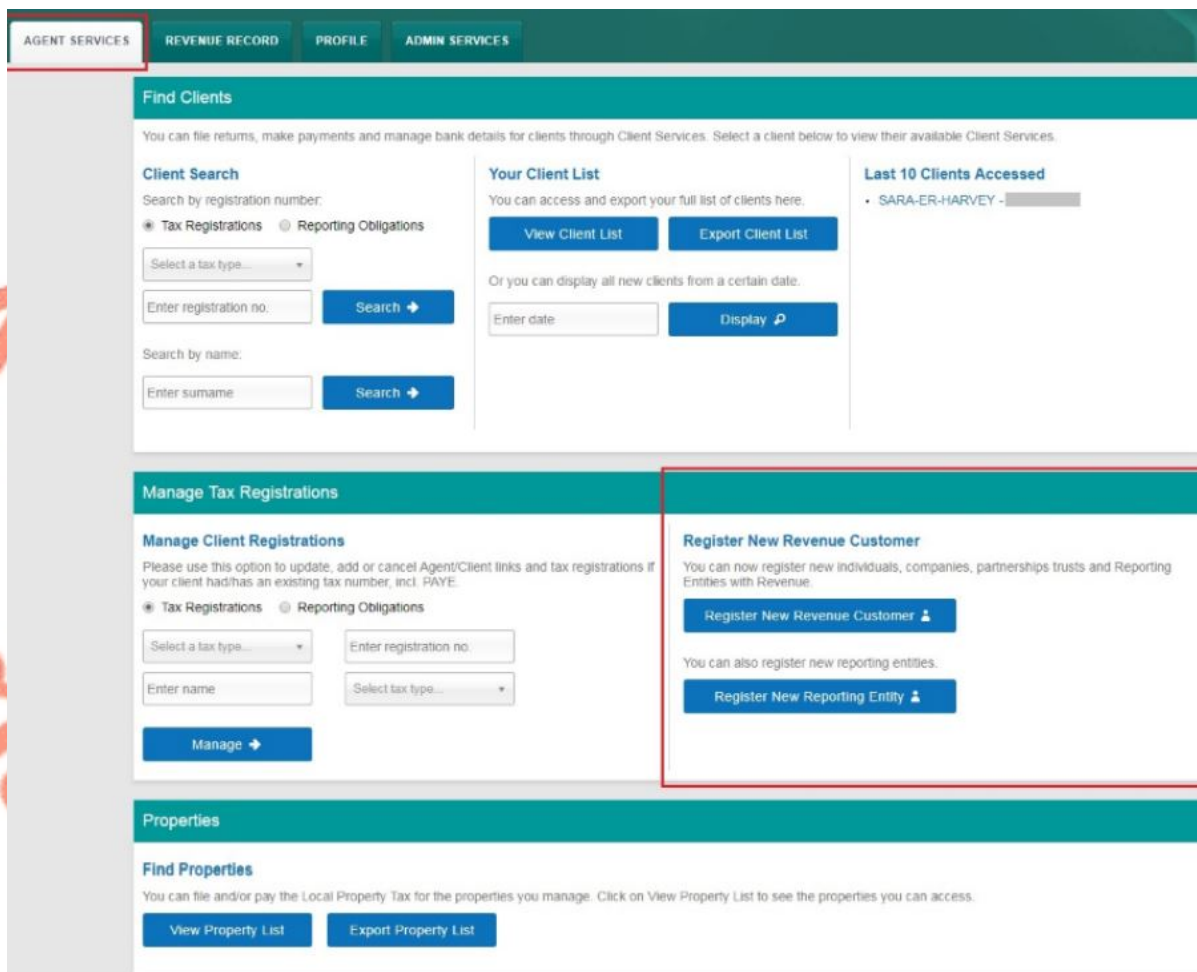 AGENT SERVICES
REVENUE RECORD
PROFILE
ADMIN SERVICES
Find Clients
You can file returns, make payments and manage bank details for clients through Client Services. Select a client below to view their available Client Services.
Client Search
Search by registration number:
Tax Registrations
Reporting Obligations
Select a tax type...
Enter registration no.
Search
Search by name:
Enter surname
Search
Your Client List
You can access and export your full list of clients here.
View Client List
Export Client List
Or you can display all new clients from a certain date.
Enter date
Display
Last 10 Clients Accessed
SARA-ER-HARVEY -
Manage Tax Registrations
Manage Client Registrations
Please use this option to update, add or cancel Agent/Client links and tax registrations if
your client had/has an existing tax number, incl. PAYE.
Tax Registrations
Reporting Obligations
Select a tax type...
Enter registration no.
Enter name
Select tax type...
Manage
Register New Revenue Customer
You can now register new individuals, companies, partnerships trusts and Reporting
Entities with Revenue.
Register New Revenue Customer
You can also register new reporting entities.
Register New Reporting Entity
Properties
Find Properties
You can file and/or pay the Local Property Tax for the properties you manage. Click on View Property List to see the properties you can access.
View Property List
Export Property List